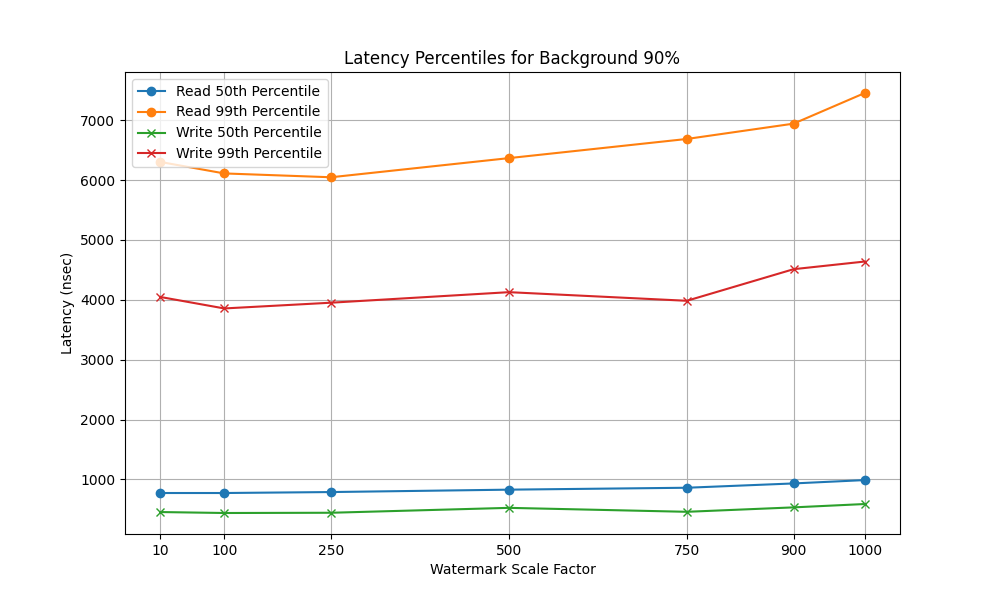 Latency Percentiles for Background 90%
Read 50th Percentile
Read 99th Percentile
Write 50th Percentile
Write 99th Percentile
7000
6000
5000
4000
3000
2000
1000
Latency (nsec)
10 100 250 500 750 900 1000
Watermark Scale Factor